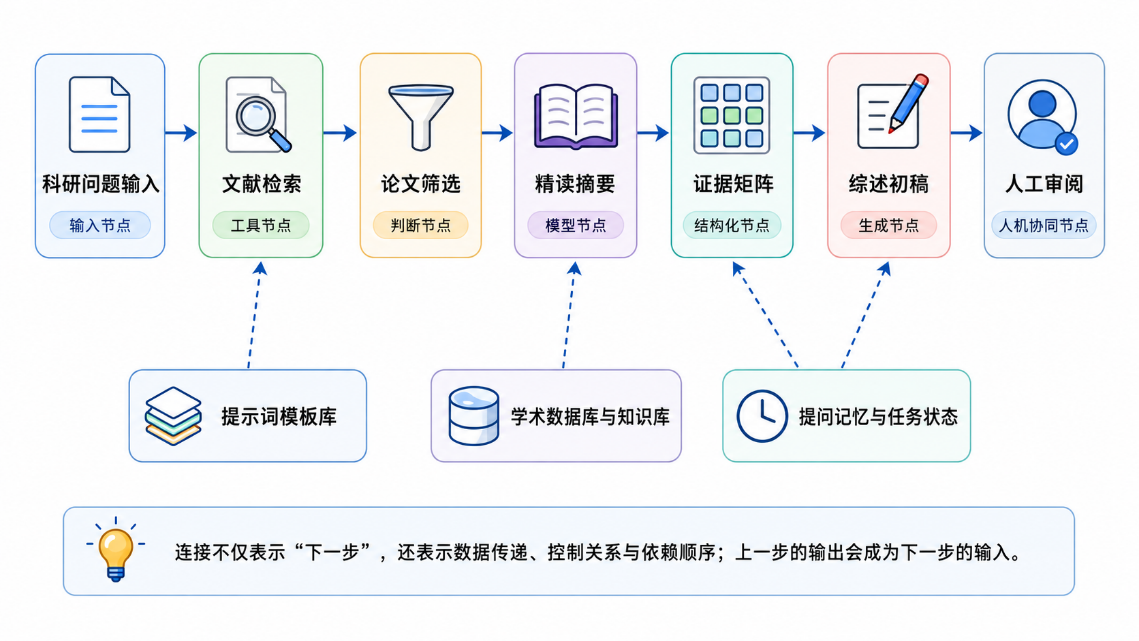 科研问题输入
文献检索
论文筛选
精读摘要
证据矩阵
综述初稿
人工审阅
输入节点
工具节点
判断节点
模型节点
结构化节点
生成节点
人机协同节点
提示词模板库
学术数据库与知识库
提问记忆与任务状态
连接不仅表示“下一步”，还表示数据传递、控制关系与依赖顺序；上一步的输出会成为下一步的输入。